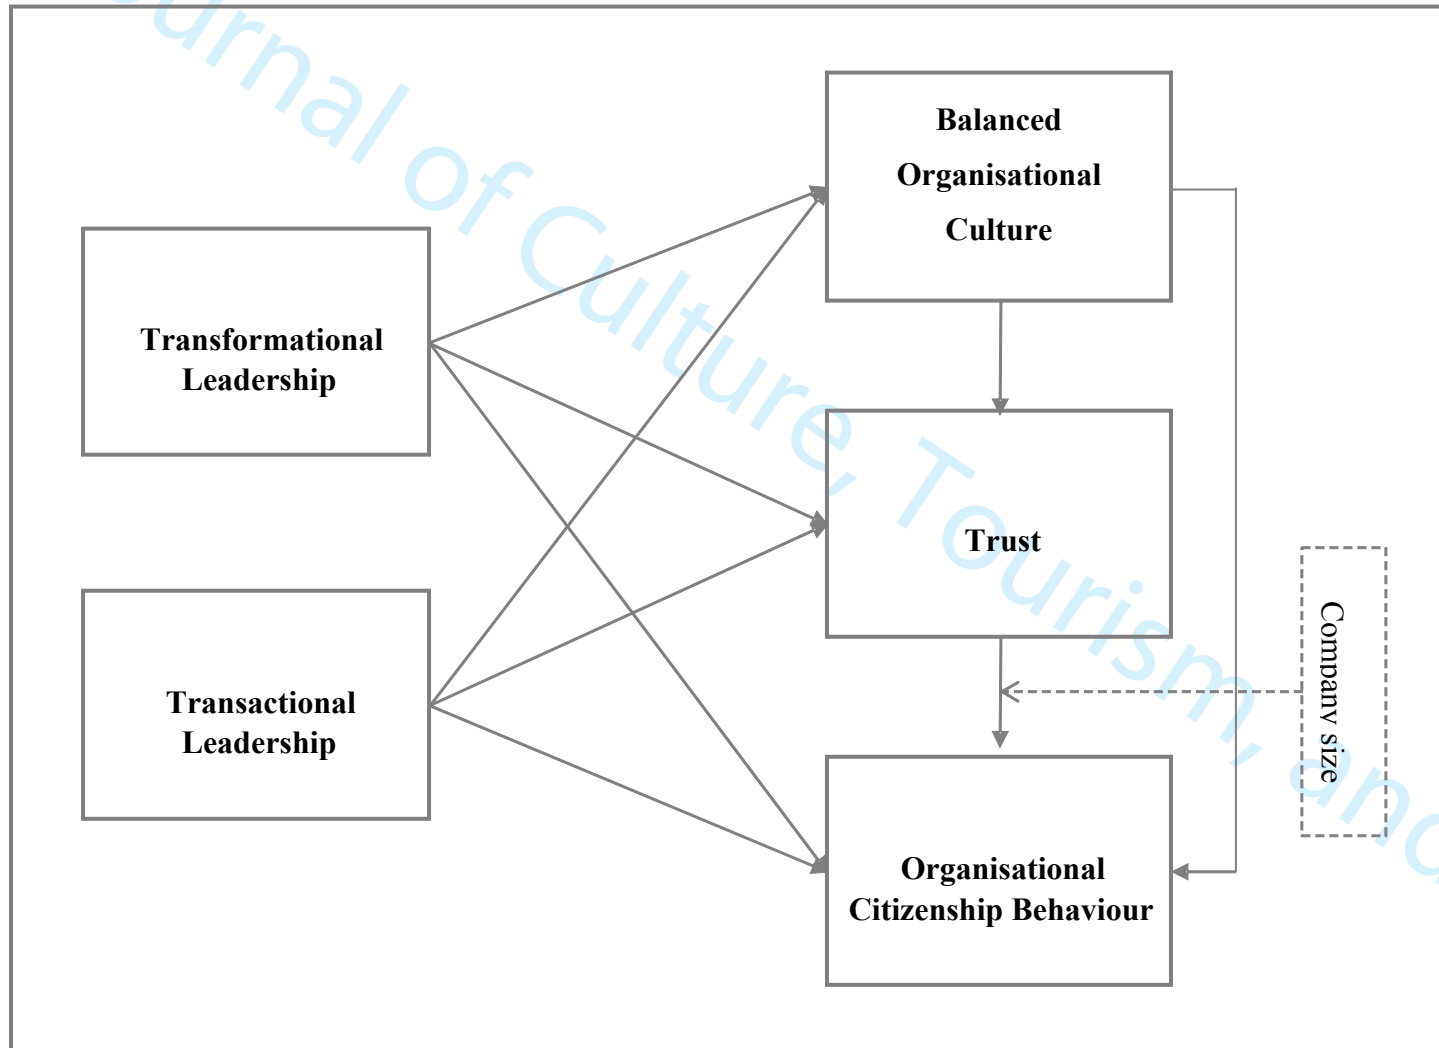 urnal of Culture, Tourism, and
Balanced
Organisational
Culture
Transformational
Leadership
Trust
Company size
Transactional
Leadership
Organisational
Citizenship Behaviour